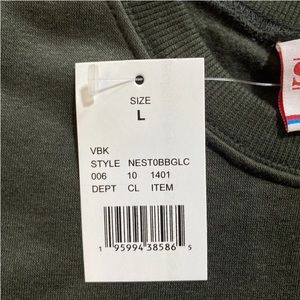 SIZE
L
VBK
STYLE NEST0BBGLC
006 10 1401
DEPT CL ITEM
1 95994 38586 5